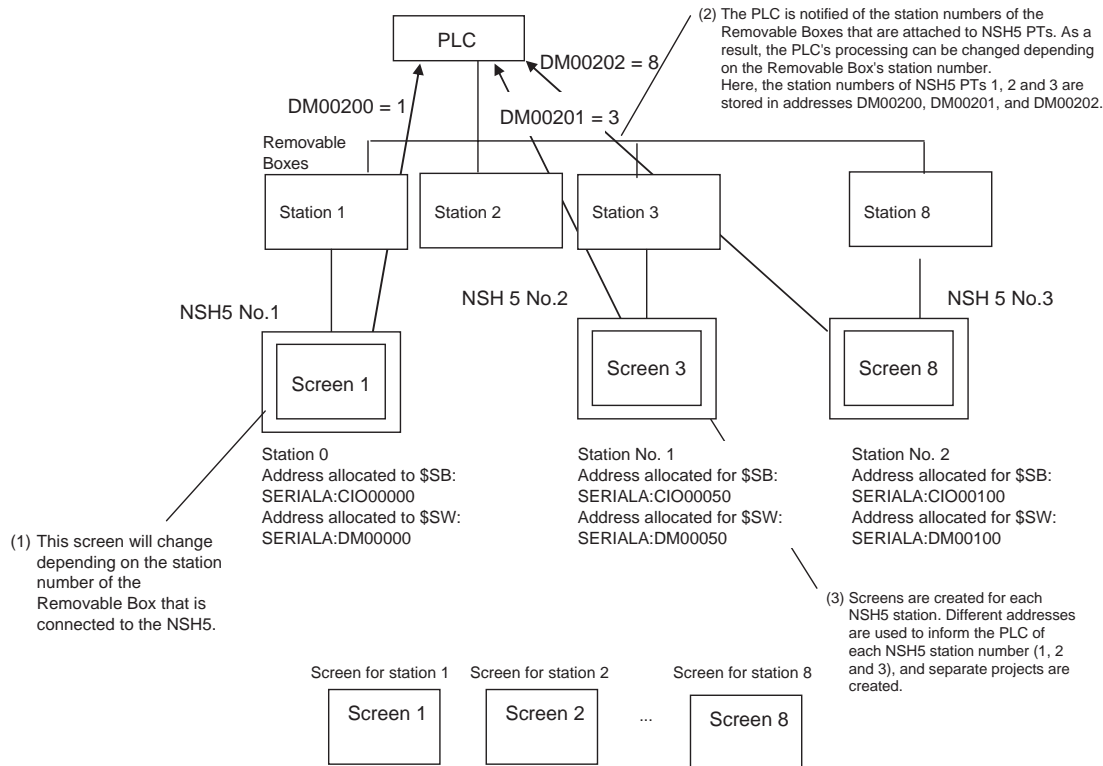 PLC
DM00202 = 8
DM00200 = 1
DM00201 = 3
(2) The PLC is notified of the station numbers of the
Removable Boxes that are attached to NSH5 PTs. As a
result, the PLC's processing can be changed depending
on the Removable Box's station number.
Here, the station numbers of NSH5 PTs 1, 2 and 3 are
stored in addresses DM00200, DM00201, and DM00202.
Removable
Boxes
Station 1
Station 2
Station 3
Station 8
NSH5 No.1
NSH 5 No.2
NSH 5 No.3
Screen 1
Screen 3
Screen 8
Station 0
Address allocated to $SB:
SERIALA:CIO00000
Address allocated to $SW:
SERIALA:DM00000
Station No. 1
Address allocated for $SB:
SERIALA:CIO00050
Address allocated for $SW:
SERIALA:DM00050
Station No. 2
Address allocated for $SB:
SERIALA:CIO00100
Address allocated for $SW:
SERIALA:DM00100
(1) This screen will change
depending on the station
number of the
Removable Box that is
connected to the NSH5.
(3) Screens are created for each
NSH5 station. Different addresses
are used to inform the PLC of
each NSH5 station number (1, 2
and 3), and separate projects are
created.
Screen for station 1
Screen for station 2
Screen for station 8
Screen 1
Screen 2
...
Screen 8